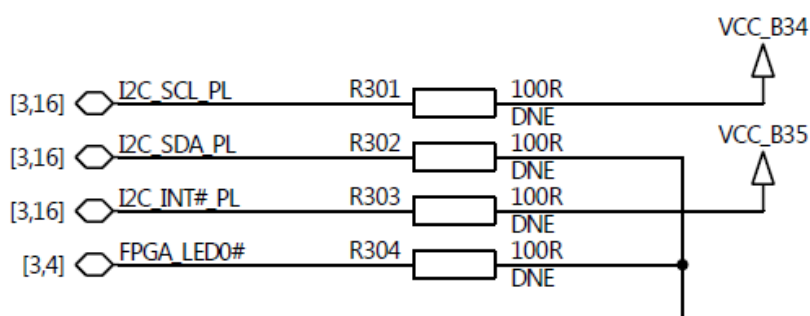 VCC_B34
[3,16] I2C_SCL_PL R301 100R
DNE
[3,16] I2C_SDA_PL R302 100R
DNE
VCC_B35
[3,16] I2C_INT#_PL R303 100R
DNE
[3,4] FPGA_LED0# R304 100R
DNE